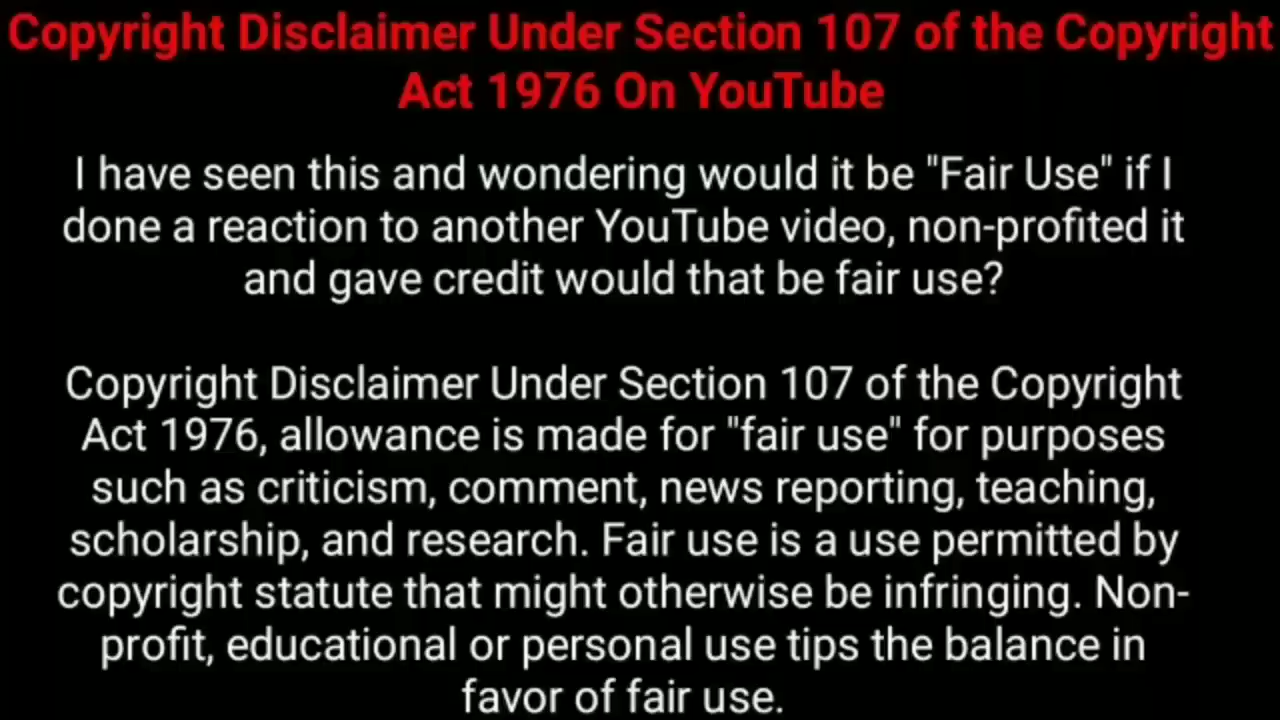 Copyright Disclaimer Under Section 107 of the Copyright
Act 1976 On YouTube
I have seen this and wondering would it be "Fair Use" if I
done a reaction to another YouTube video, non-profited it
and gave credit would that be fair use?
Copyright Disclaimer Under Section 107 of the Copyright
Act 1976, allowance is made for "fair use" for purposes
such as criticism, comment, news reporting, teaching,
scholarship, and research. Fair use is a use permitted by
copyright statute that might otherwise be infringing. Non-
profit, educational or personal use tips the balance in
favor of fair use.